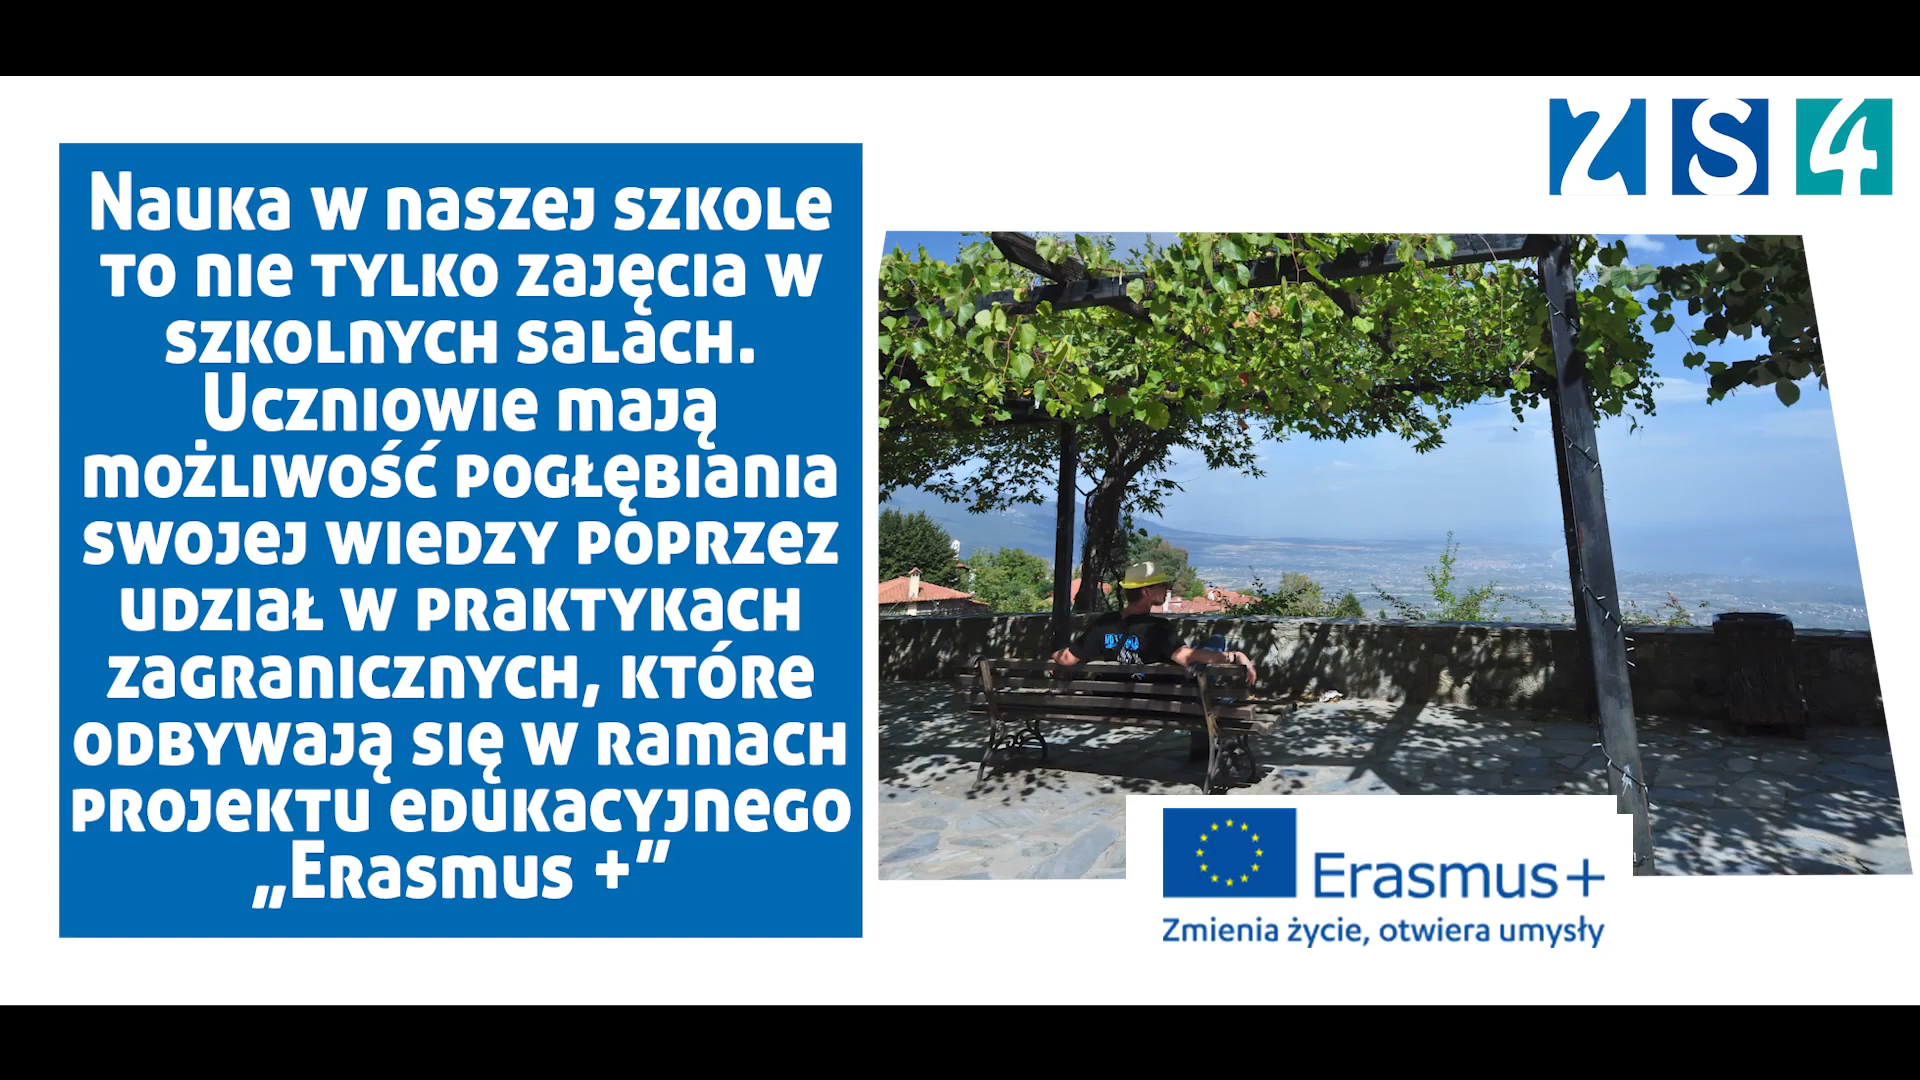 Nauka w naszej szkole
to nie tylko zajęcia w
szkolnych salach.
Uczniowie mają
możliwość pogłębiania
swojej wiedzy poprzez
udział w praktykach
zagranicznych, które
odbywają się w ramach
projektu edukacyjnego
„Erasmus +”
ZS4
Erasmus+
Zmienia życie, otwiera umysły